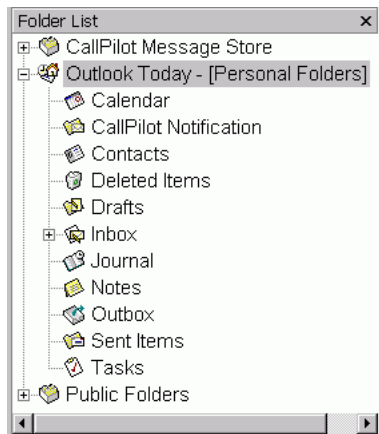 Folder List
CallPilot Message Store
Outlook Today - [Personal Folders]
Calendar
CallPilot Notification
Contacts
Deleted Items
Drafts
Inbox
Journal
Notes
Outbox
Sent Items
Tasks
Public Folders